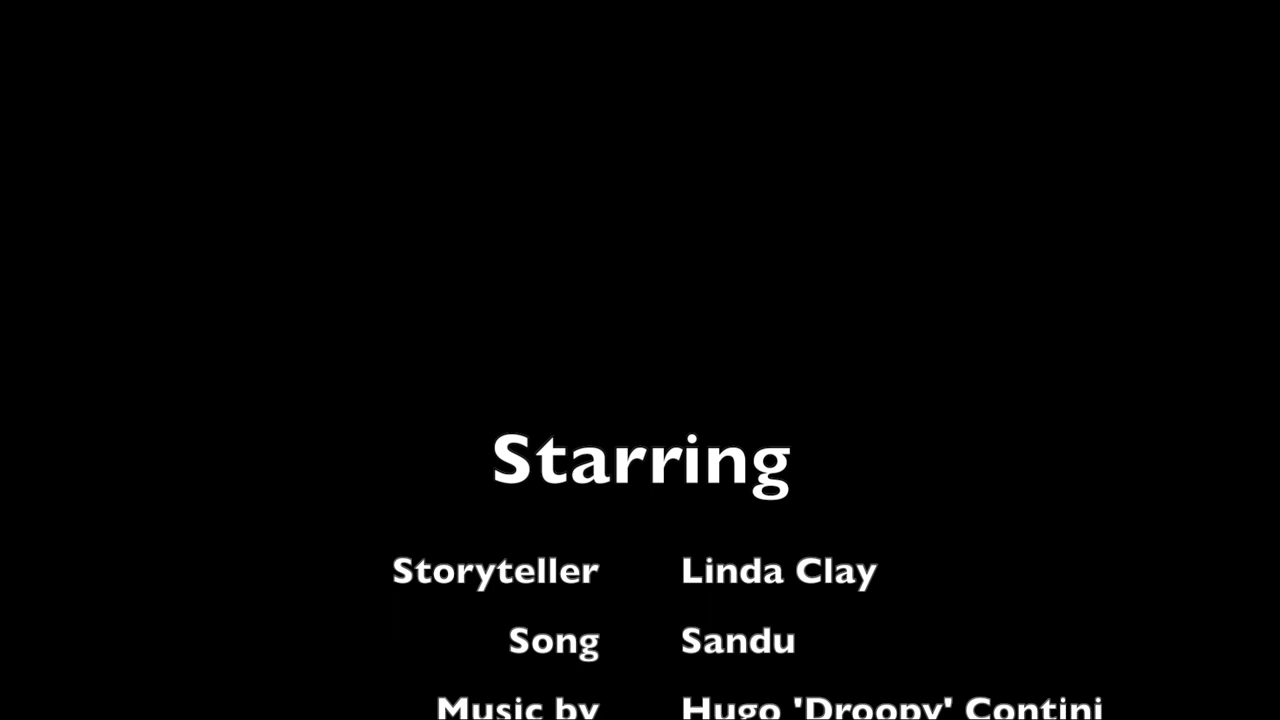 Starring
Storyteller Linda Clay
Song Sandu
Music by Hugo 'Droopy' Contini